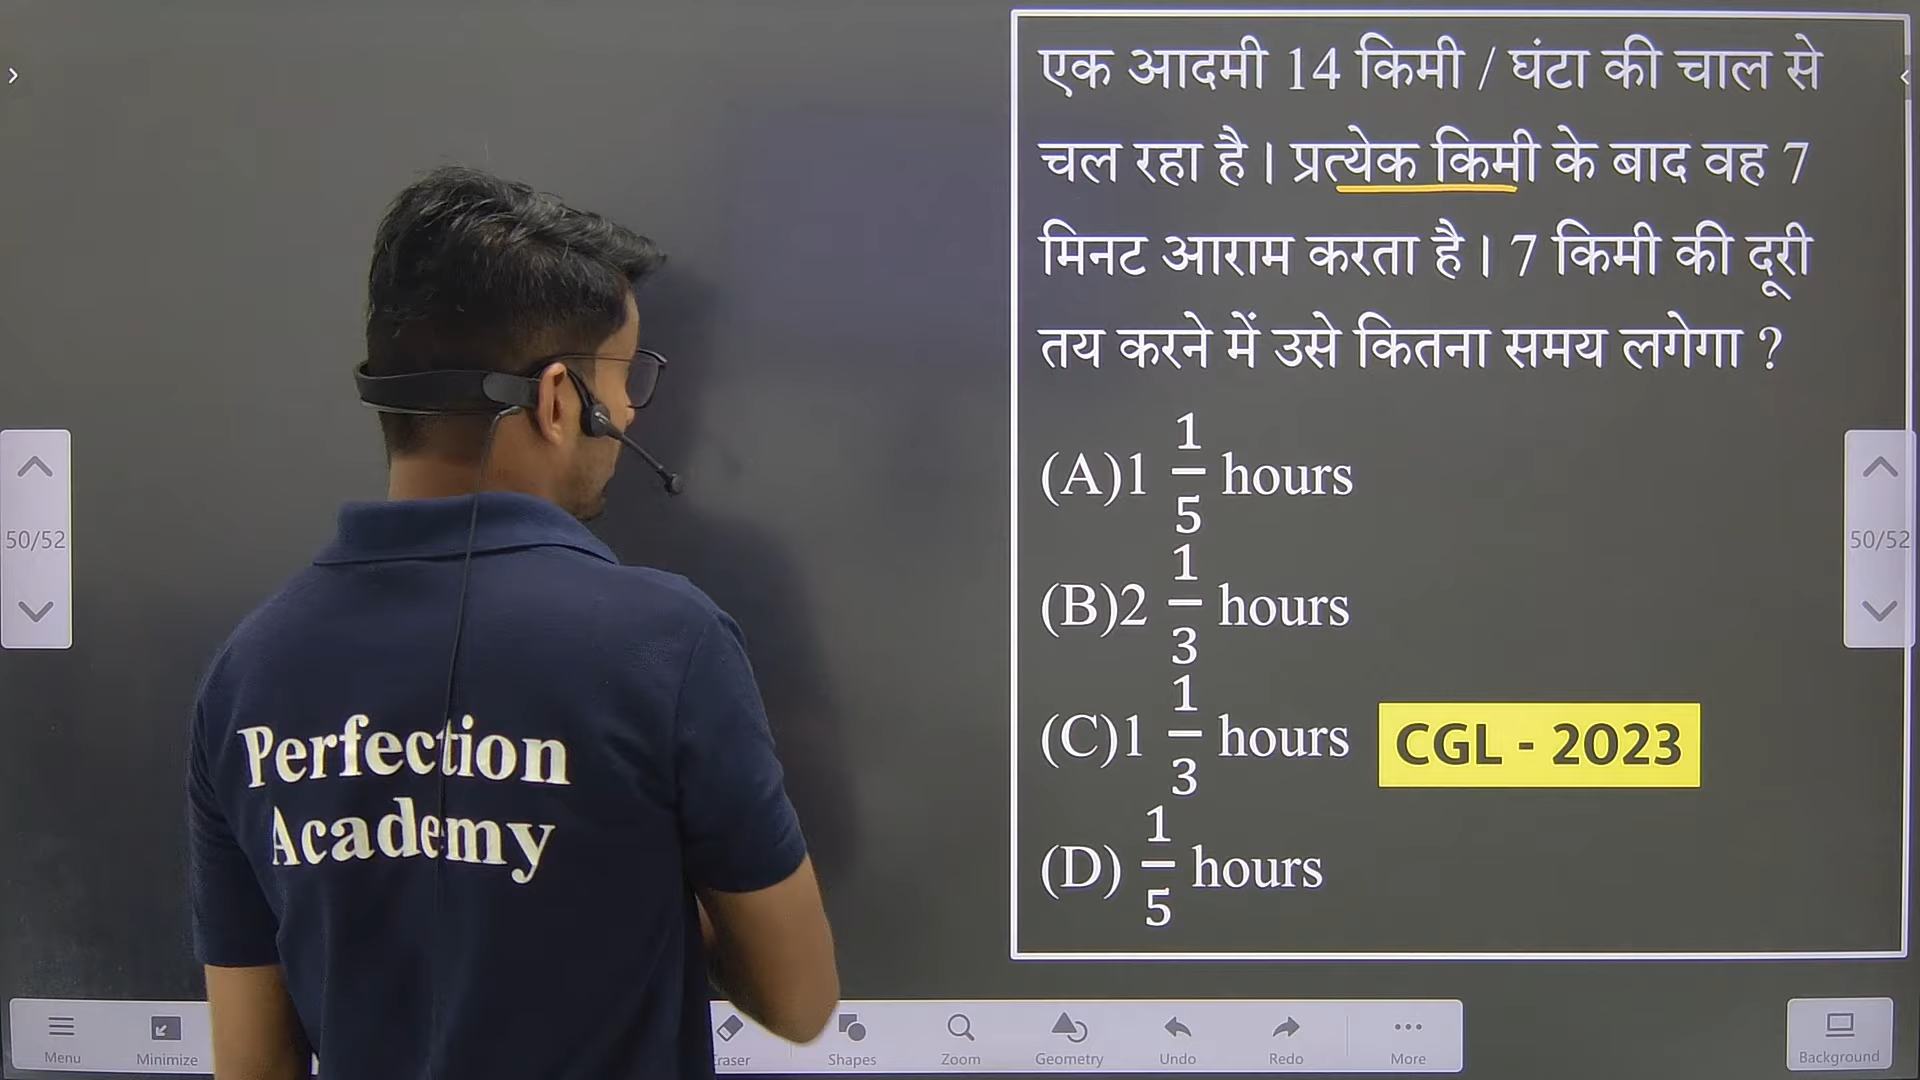 एक आदमी 14 किमी / घंटा की चाल से
चल रहा है। प्रत्येक किमी के बाद वह 7
मिनट आराम करता है। 7 किमी की दूरी
तय करने में उसे कितना समय लगेगा ?
(A)1 1/5 hours
(B)2 1/3 hours
(C)1 1/3 hours
CGL - 2023
(D) 1/5 hours
50/52
50/52
Perfection
Academy
Menu
Minimize
raser
Shapes
Zoom
Geometry
Undo
Redo
More
Background